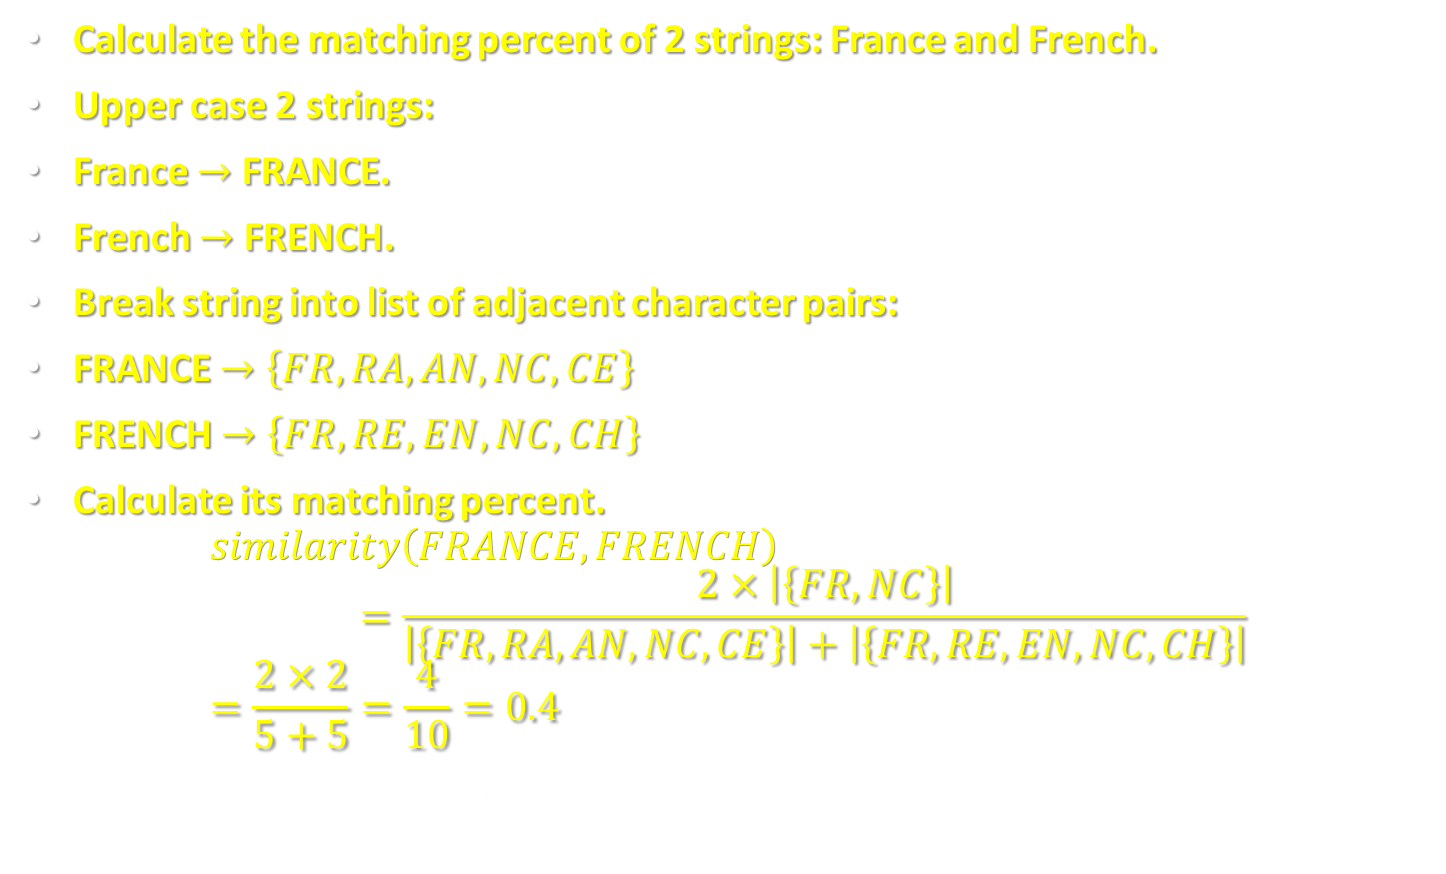 • Calculate the matching percent of 2 strings: France and French.
• Upper case 2 strings:
• France → FRANCE.
• French → FRENCH.
• Break string into list of adjacent character pairs:
• FRANCE → {FR, RA, AN, NC, CE}
• FRENCH → {FR, RE, EN, NC, CH}
• Calculate its matching percent.
similarity(FRANCE, FRENCH)
2 × |{FR, NC}|
=
|{FR, RA, AN, NC, CE}| + |{FR, RE, EN, NC, CH}|
2 × 2 4
= = = 0.4
5 + 5 10